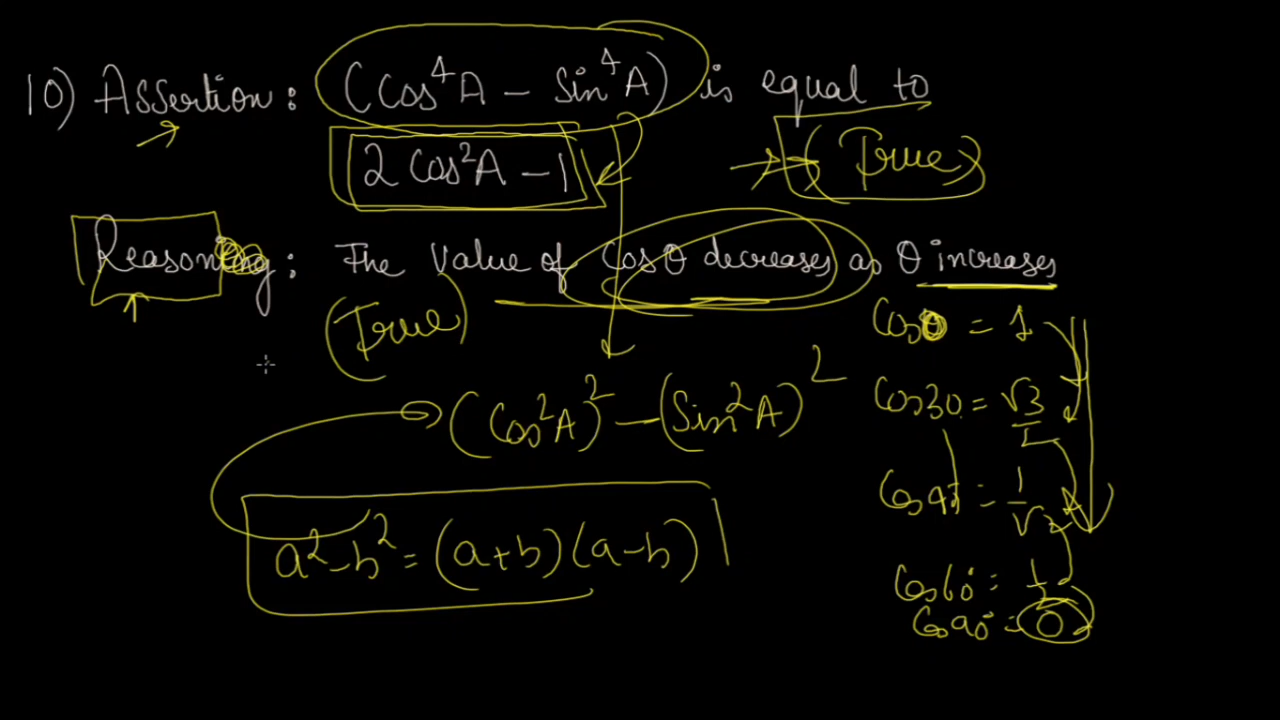 10) Assertion: (Cos⁴A – Sin⁴A) is equal to
2 Cos²A – 1
(True)
Reasoning: The Value of Cosθ decreases as θ increases
(True)
Cos0 = 1
(Cos²A)² – (Sin²A)²
Cos30 = √3/2
Cos45 = 1/√2
a²-b² = (a+b)(a-b)
Cos60° = 1/2
Cos90° = 0